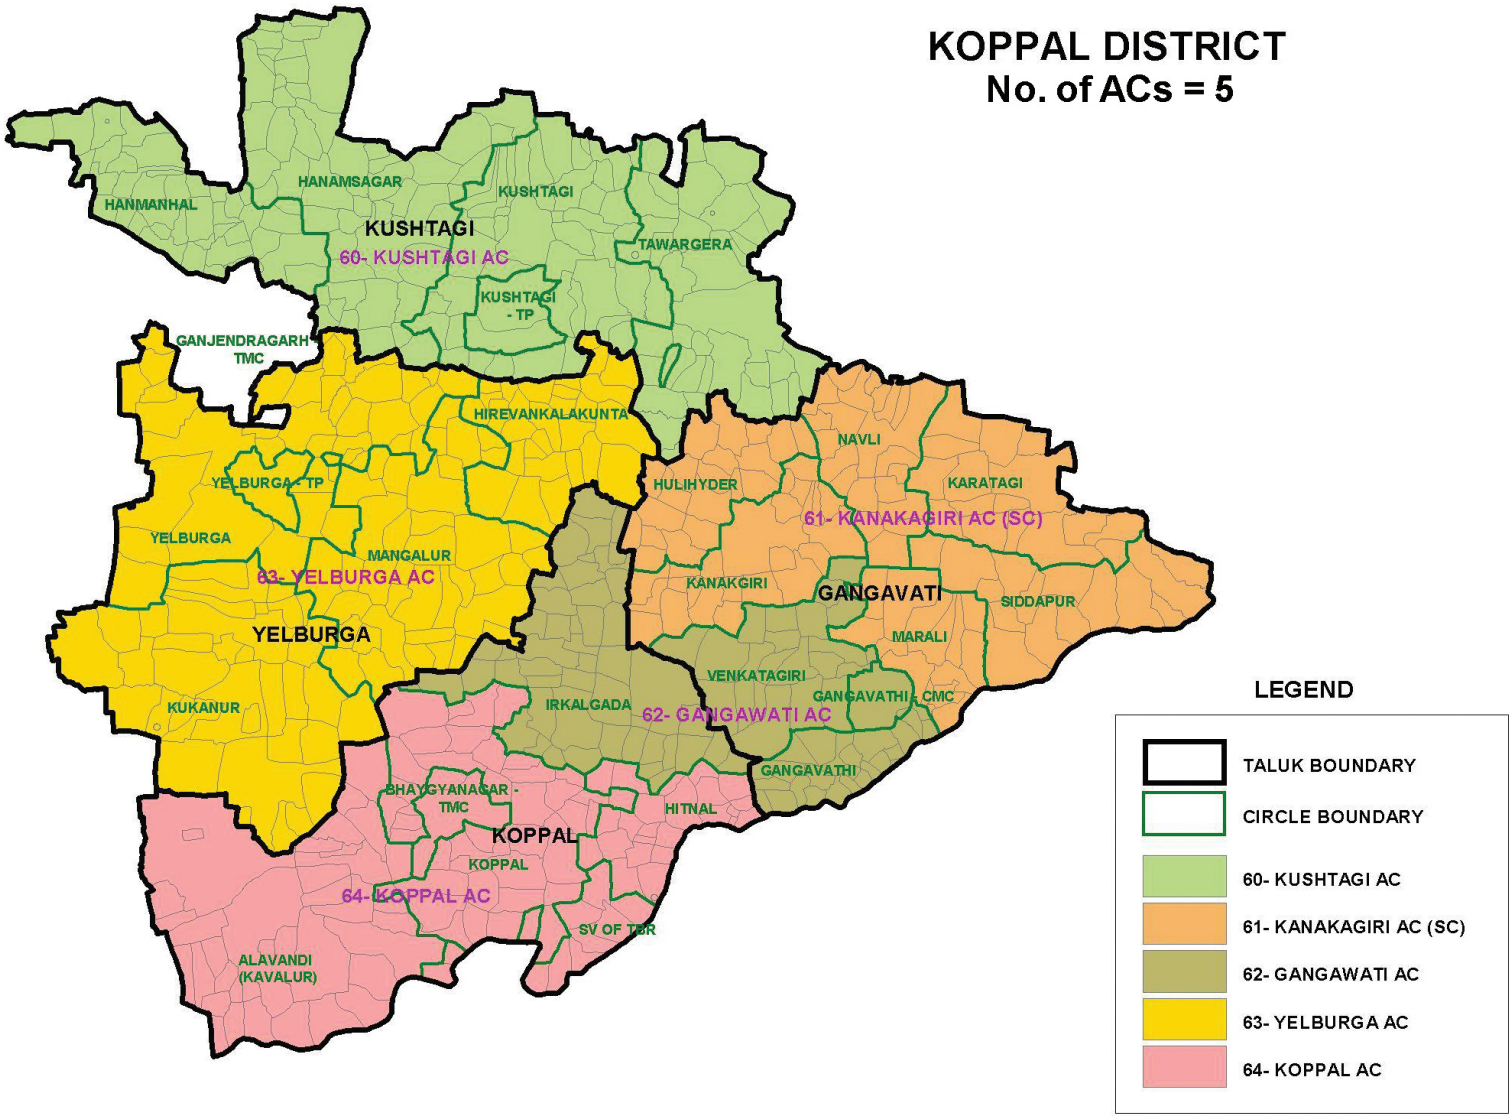 KOPPAL DISTRICT
No. of ACs = 5
HANAMSAGAR
KUSHTAGI
HANMANHAL
KUSHTAGI
TAWARGERA
60- KUSHTAGI AC
KUSHTAGI
- TP
GANJENDRAGARH
TMC
HIREVANKALAKUNTA
NAVLI
YELBURGA - TP
HULIHYDER
KARATAGI
61- KANAKAGIRI AC (SC)
YELBURGA
MANGALUR
63- YELBURGA AC
KANAKGIRI
GANGAVATI
SIDDAPUR
YELBURGA
MARALI
VENKATAGIRI
GANGAVATHI - CMC
KUKANUR
IRKALGADA
62- GANGAWATI AC
GANGAVATHI
BHAYGYANAGAR -
TMC
HITNAL
KOPPAL
KOPPAL
64- KOPPAL AC
SV OF TBR
ALAVANDI
(KAVALUR)
LEGEND
TALUK BOUNDARY
CIRCLE BOUNDARY
60- KUSHTAGI AC
61- KANAKAGIRI AC (SC)
62- GANGAWATI AC
63- YELBURGA AC
64- KOPPAL AC